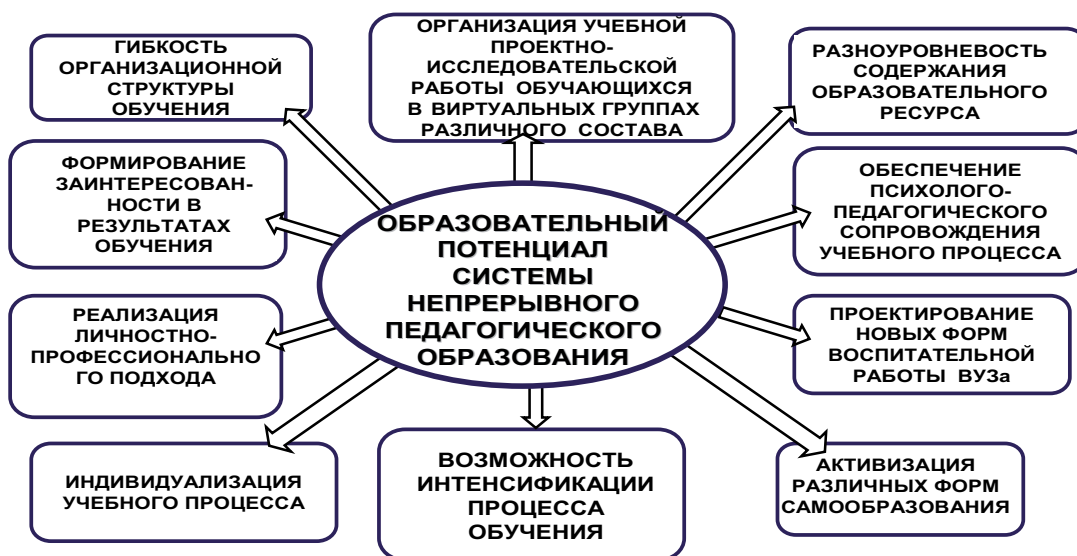 ГИБКОСТЬ
ОРГАНИЗАЦИОННОЙ
СТРУКТУРЫ
ОБУЧЕНИЯ
ОРГАНИЗАЦИЯ УЧЕБНОЙ
ПРОЕКТНО-
ИССЛЕДОВАТЕЛЬСКОЙ
РАБОТЫ ОБУЧАЮЩИХСЯ
В ВИРТУАЛЬНЫХ ГРУППАХ
РАЗЛИЧНОГО СОСТАВА
РАЗНОУРОВНЕВОСТЬ
СОДЕРЖАНИЯ
ОБРАЗОВАТЕЛЬНОГО
РЕСУРСА
ФОРМИРОВАНИЕ
ЗАИНТЕРЕСОВАН-
НОСТИ В
РЕЗУЛЬТАТАХ
ОБУЧЕНИЯ
ОБРАЗОВАТЕЛЬНЫЙ
ПОТЕНЦИАЛ
СИСТЕМЫ
НЕПРЕРЫВНОГО
ПЕДАГОГИЧЕСКОГО
ОБРАЗОВАНИЯ
ОБЕСПЕЧЕНИЕ
ПСИХОЛОГО-
ПЕДАГОГИЧЕСКОГО
СОПРОВОЖДЕНИЯ
УЧЕБНОГО ПРОЦЕССА
РЕАЛИЗАЦИЯ
ЛИЧНОСТНО-
ПРОФЕССИОНАЛЬНО
ГО ПОДХОДА
ПРОЕКТИРОВАНИЕ
НОВЫХ ФОРМ
ВОСПИТАТЕЛЬНОЙ
РАБОТЫ ВУЗа
ИНДИВИДУАЛИЗАЦИЯ
УЧЕБНОГО ПРОЦЕССА
ВОЗМОЖНОСТЬ
ИНТЕНСИФИКАЦИИ
ПРОЦЕССА
ОБУЧЕНИЯ
АКТИВИЗАЦИЯ
РАЗЛИЧНЫХ ФОРМ
САМООБРАЗОВАНИЯ